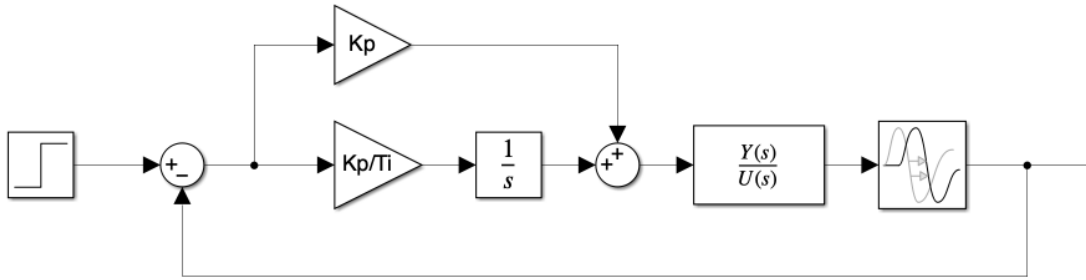 Kp
+
−
Kp/Ti
1
s
+
+
Y(s)
U(s)